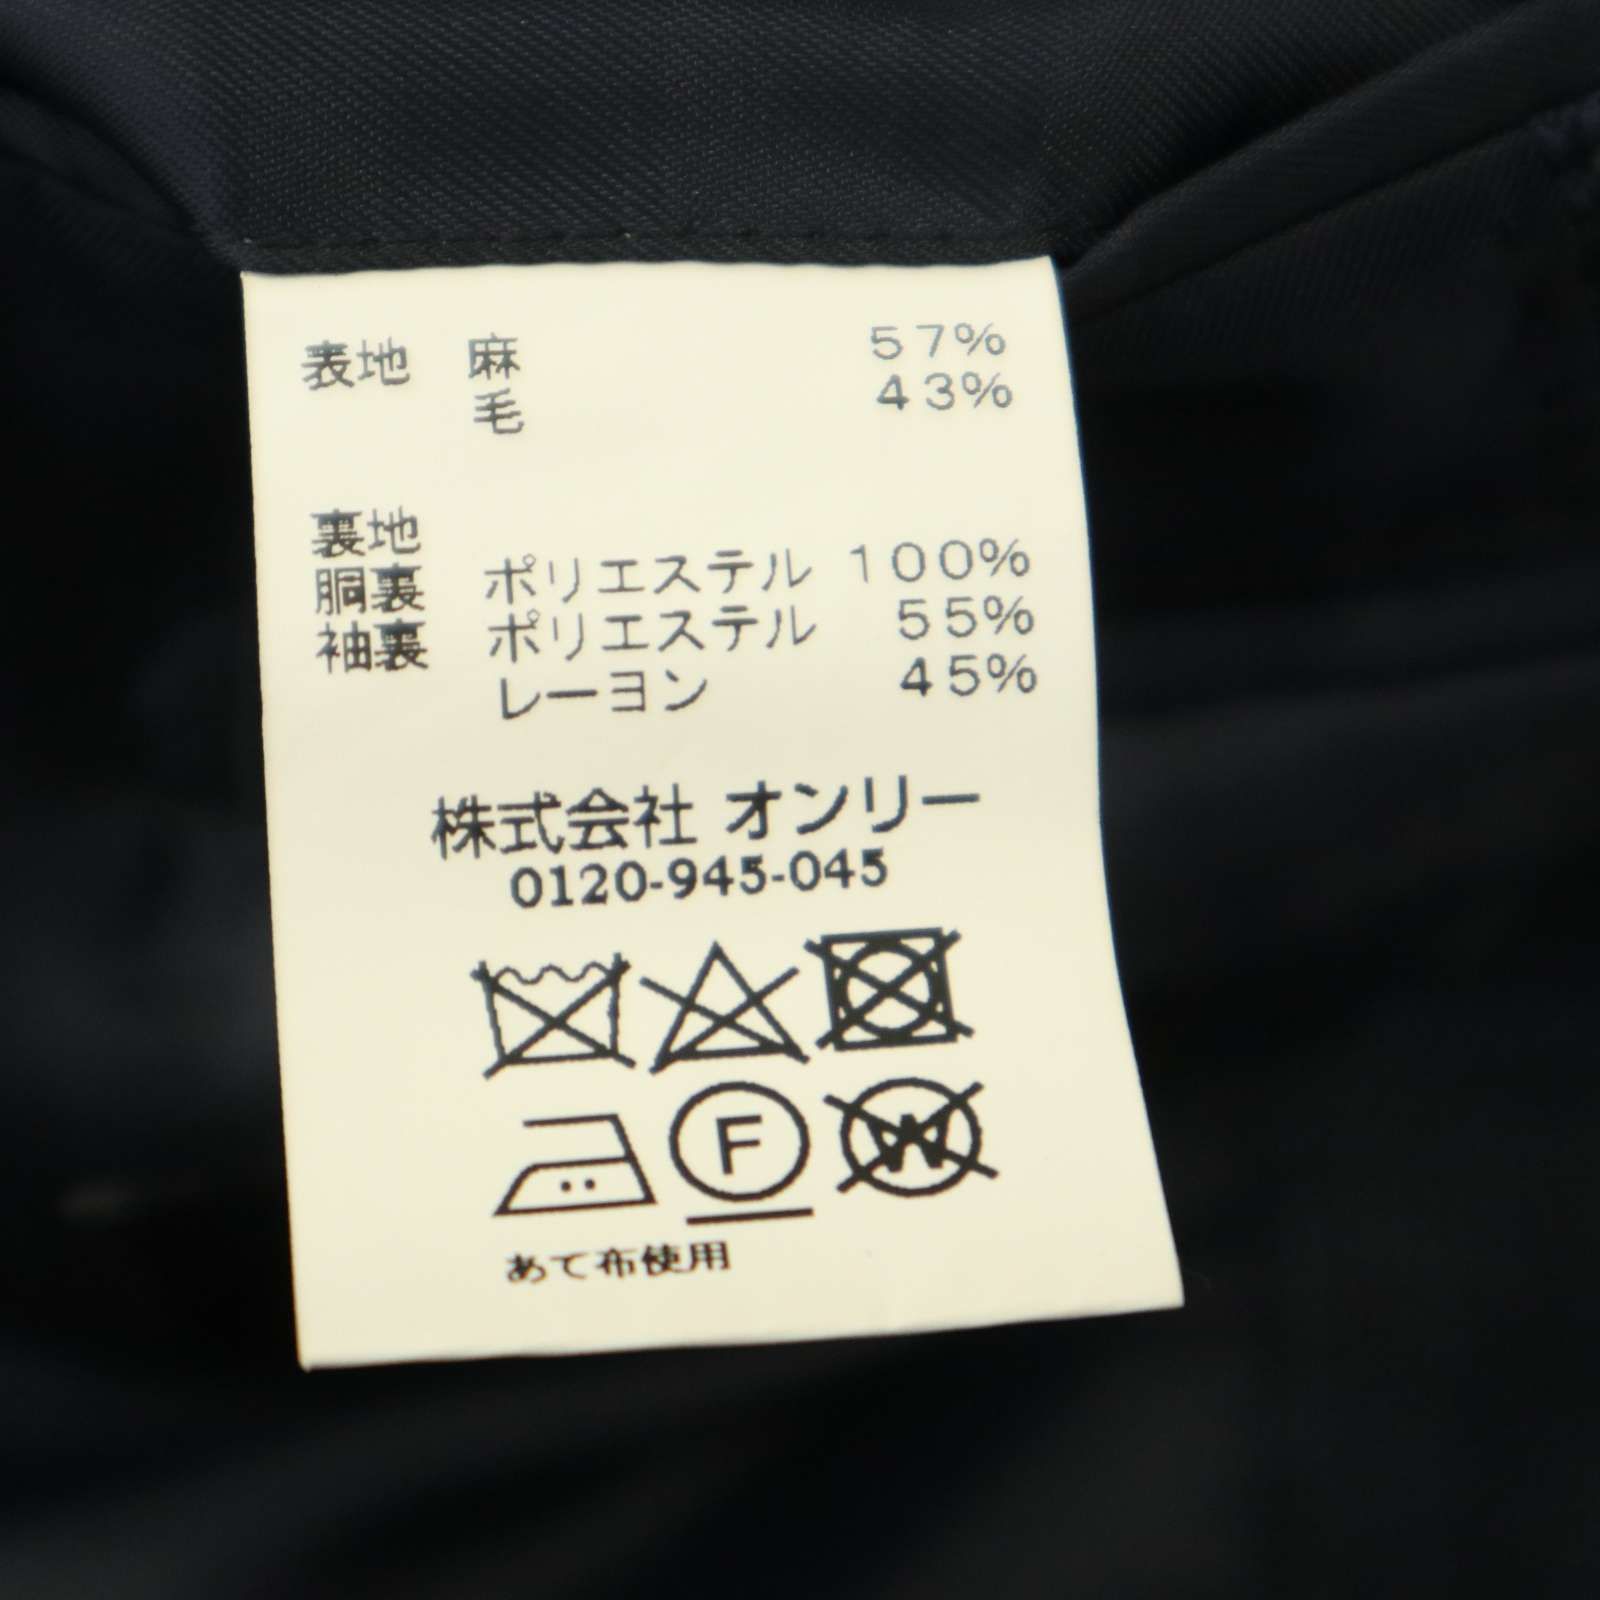 表地 麻 57%
毛 43%
裏地
胴裏 ポリエステル 100%
袖裏 ポリエステル 55%
レーヨン 45%
株式会社 オンリー
0120-945-045
F W
あて布使用